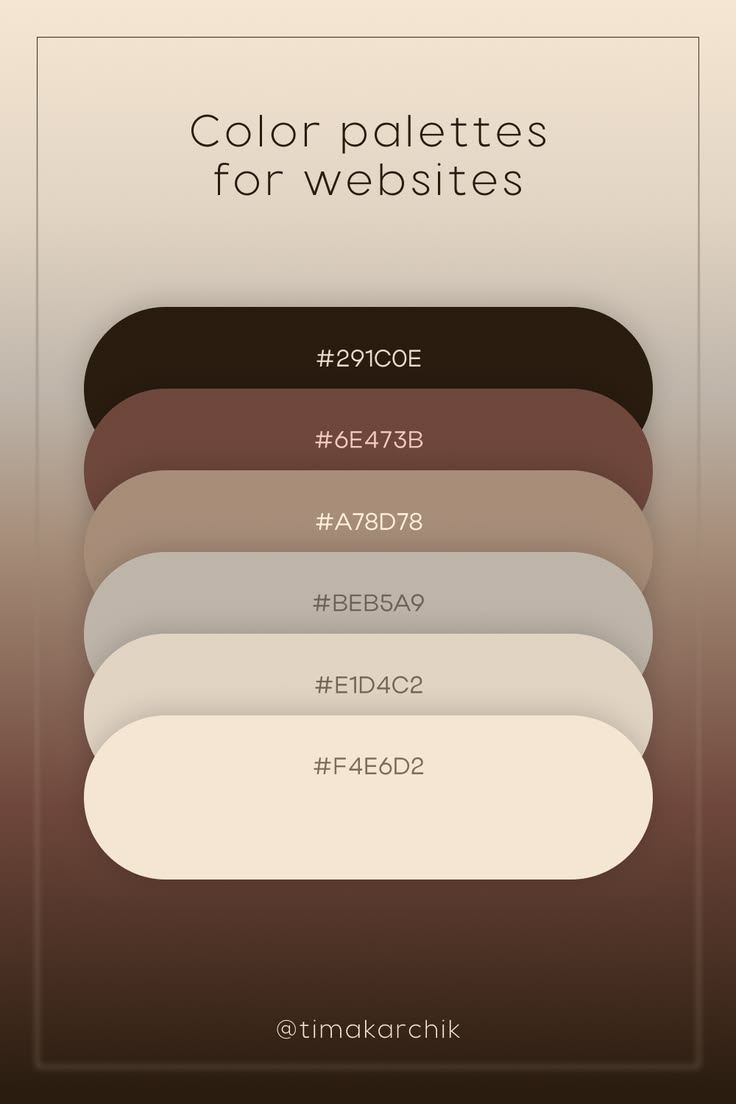 Color palettes
for websites
#291C0E
#6E473B
#A78D78
#BEB5A9
#E1D4C2
#F4E6D2
@timakarchik